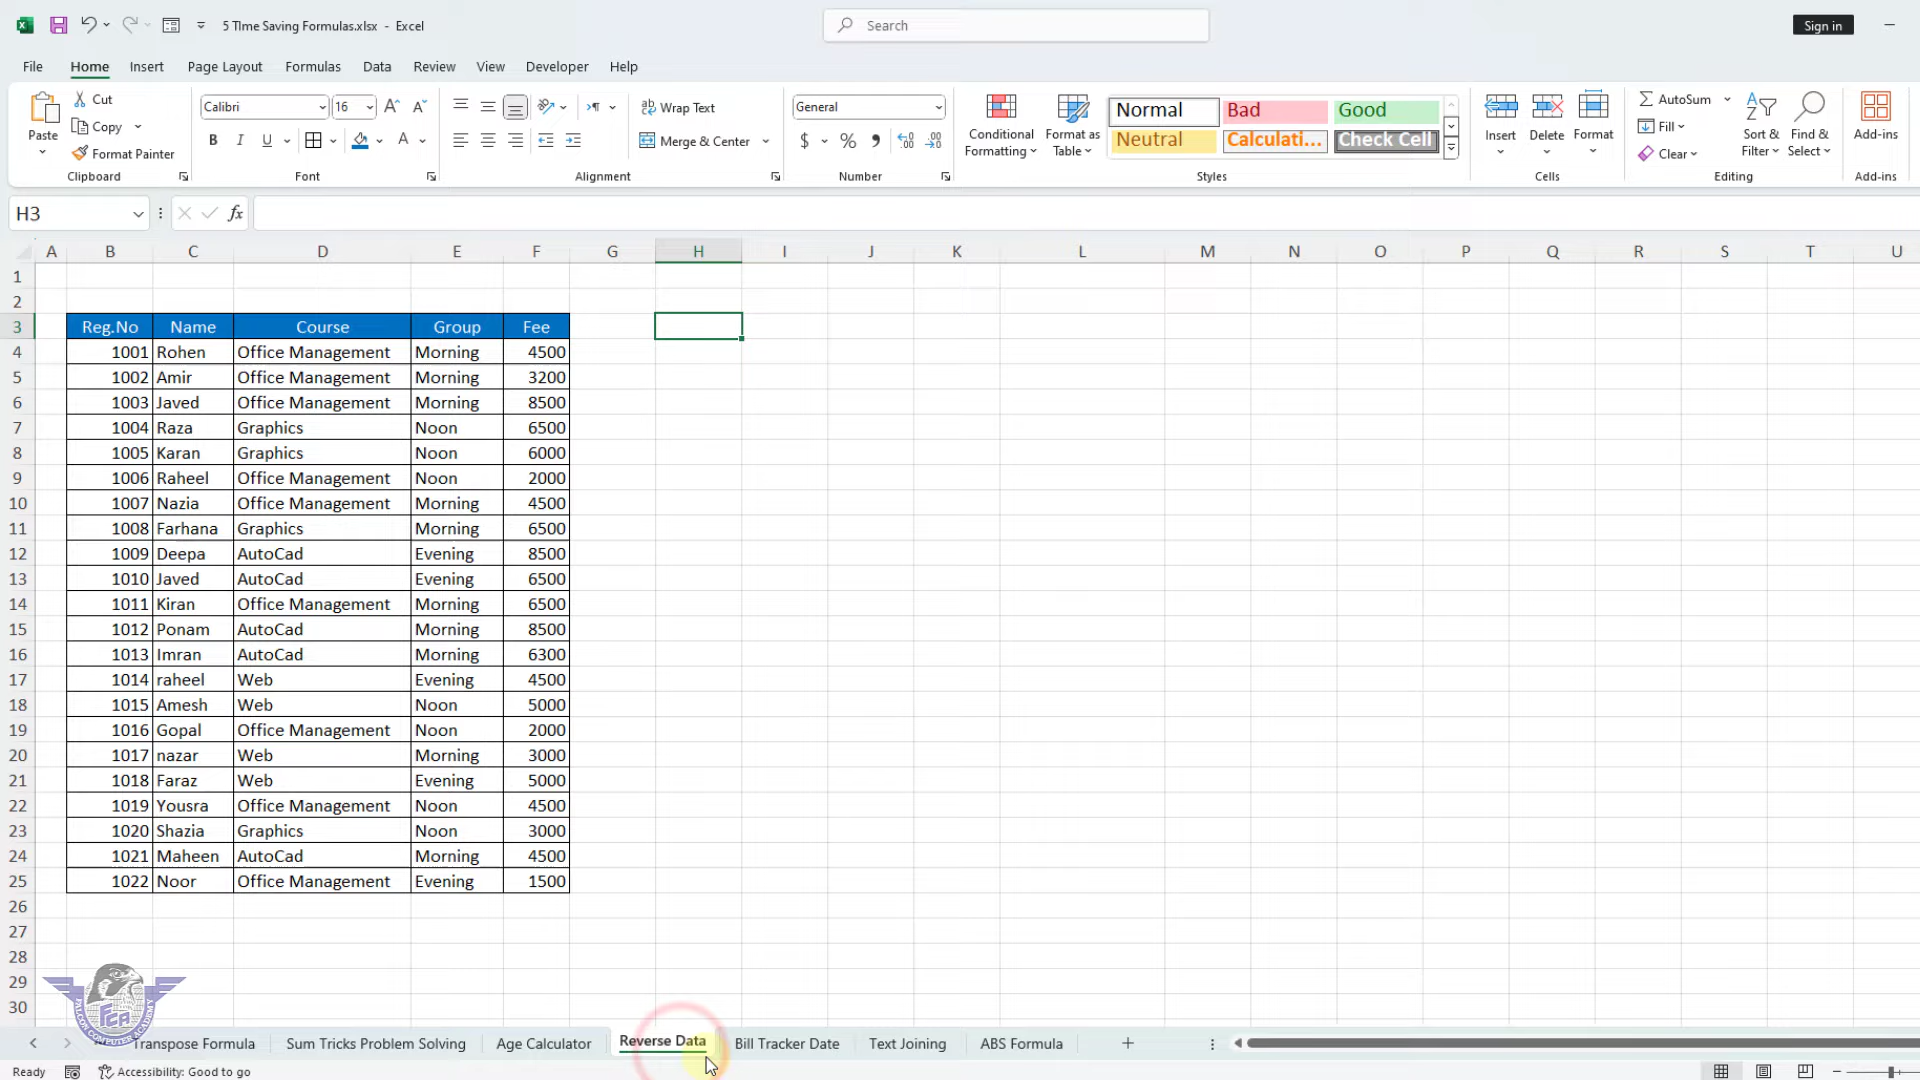 5 TIme Saving Formulas.xlsx - Excel
Search
Sign in
File Home Insert Page Layout Formulas Data Review View Developer Help
Paste
Cut
Copy
Format Painter
Clipboard
Calibri 16
B I U
Font
Wrap Text
Merge & Center
Alignment
General
$ % ,
Number
Conditional Formatting
Format as Table
Normal Bad Good
Neutral Calculati... Check Cell
Styles
Insert Delete Format
Cells
AutoSum
Fill
Clear
Sort & Filter
Find & Select
Editing
Add-ins
Add-ins
H3 fx
A B C D E F G H I J K L M N O P Q R S T U
1
2
3 Reg.No Name Course Group Fee
4 1001 Rohen Office Management Morning 4500
5 1002 Amir Office Management Morning 3200
6 1003 Javed Office Management Morning 8500
7 1004 Raza Graphics Noon 6500
8 1005 Karan Graphics Noon 6000
9 1006 Raheel Office Management Noon 2000
10 1007 Nazia Office Management Morning 4500
11 1008 Farhana Graphics Morning 6500
12 1009 Deepa AutoCad Evening 8500
13 1010 Javed AutoCad Evening 6500
14 1011 Kiran Office Management Morning 6500
15 1012 Ponam AutoCad Morning 8500
16 1013 Imran AutoCad Morning 6300
17 1014 raheel Web Evening 4500
18 1015 Amesh Web Noon 5000
19 1016 Gopal Office Management Noon 2000
20 1017 nazar Web Morning 3000
21 1018 Faraz Web Evening 5000
22 1019 Yousra Office Management Noon 4500
23 1020 Shazia Graphics Noon 3000
24 1021 Maheen AutoCad Morning 4500
25 1022 Noor Office Management Evening 1500
26
27
28
29
30
FCA
FALCON COMPUTER ACADEMY
Transpose Formula Sum Tricks Problem Solving Age Calculator Reverse Data Bill Tracker Date Text Joining ABS Formula
Ready Accessibility: Good to go